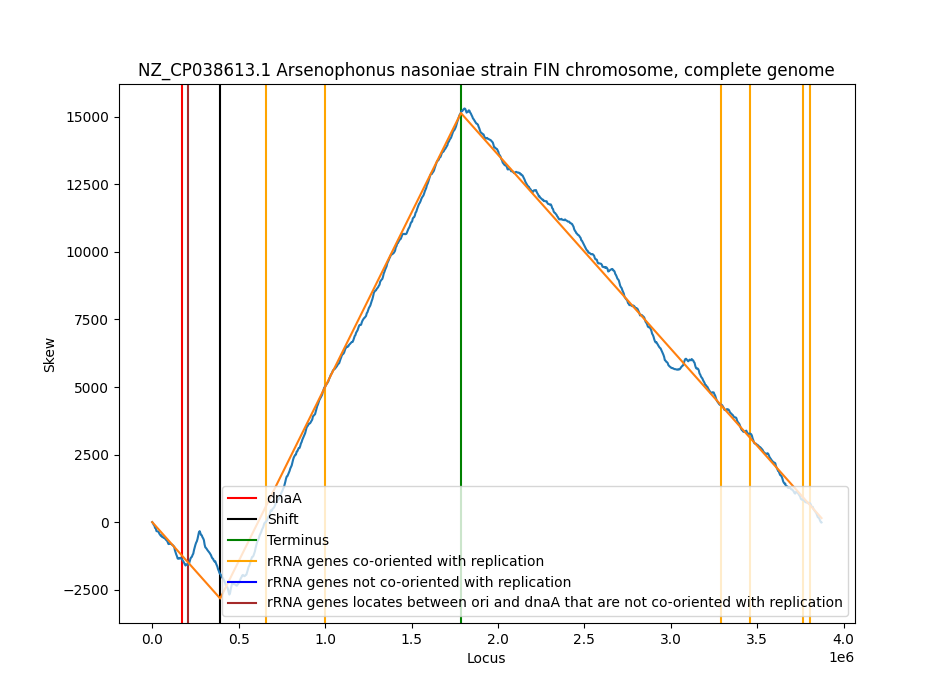 NZ_CP038613.1 Arsenophonus nasoniae strain FIN chromosome, complete genome
15000
12500
10000
7500
5000
2500
0
−2500
Skew
dnaA
Shift
Terminus
rRNA genes co-oriented with replication
rRNA genes not co-oriented with replication
rRNA genes locates between ori and dnaA that are not co-oriented with replication
0.0 0.5 1.0 1.5 2.0 2.5 3.0 3.5 4.0
1e6
Locus